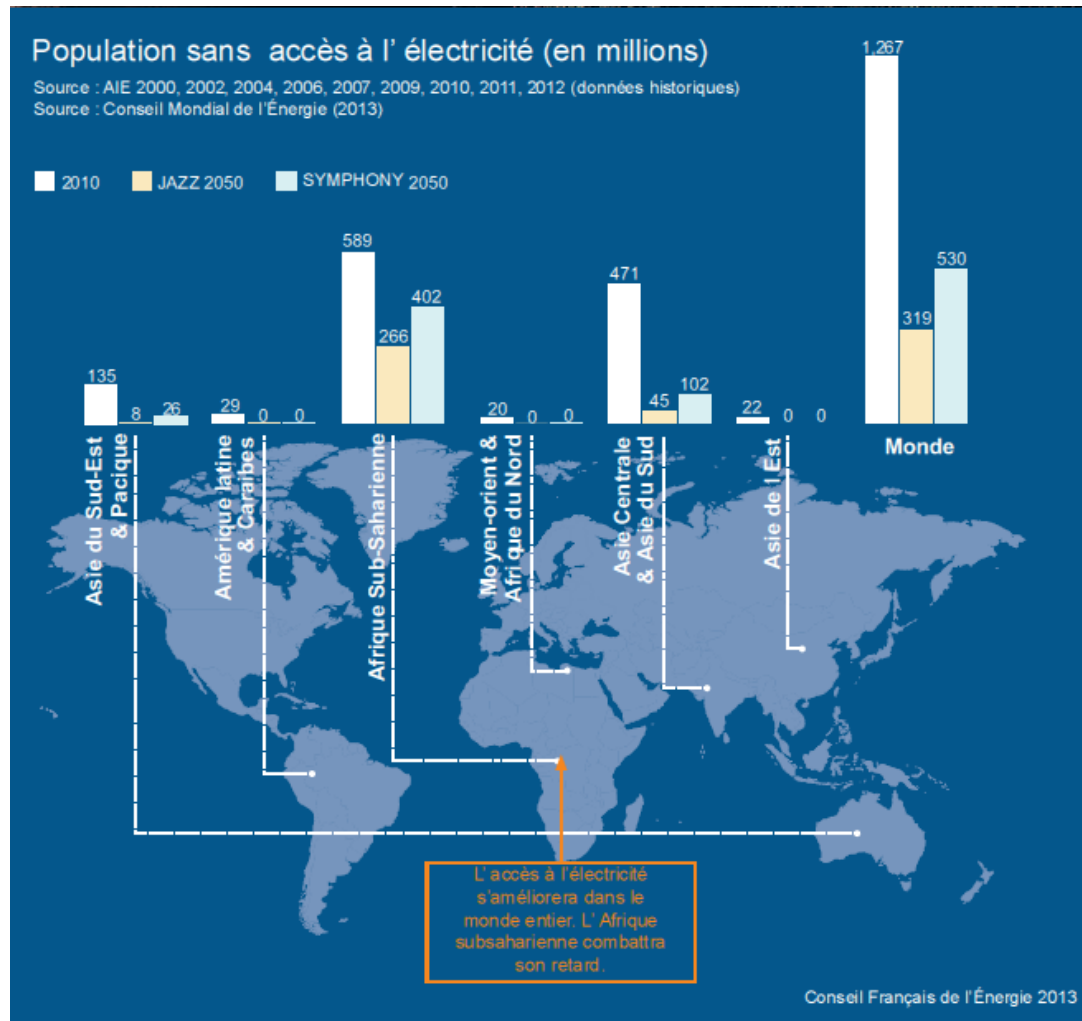 Population sans accès à l' électricité (en millions)
Source : AIE 2000, 2002, 2004, 2006, 2007, 2009, 2010, 2011, 2012 (données historiques)
Source : Conseil Mondial de l'Énergie (2013)
2010 JAZZ 2050 SYMPHONY 2050
135 8 26
29 0 0
589 266 402
20 0 0
471 45 102
22 0 0
1,267 319 530
Asie du Sud-Est
& Pacique
Amérique latine
& Caraibes
Afrique Sub-Saharienne
Moyen-orient &
Afrique du Nord
Asie Centrale
& Asie du Sud
Asie de l Est
Monde
L' accès à l'électricité
s'améliorera dans le
monde entier. L' Afrique
subsaharienne combattra
son retard.
Conseil Français de l'Énergie 2013